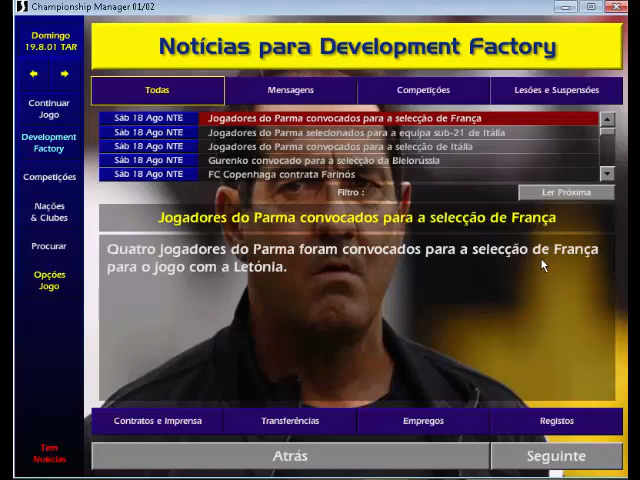 Championship Manager 01/02
Domingo
19.8.01 TAR
Notícias para Development Factory
Continuar
Jogo
Development
Factory
Competições
Nações
& Clubes
Procurar
Opções
Jogo
Tem
Notícias
Todas
Mensagens
Competições
Lesões e Suspensões
Sáb 18 Ago NTE Jogadores do Parma convocados para a selecção de França
Sáb 18 Ago NTE Jogadores do Parma selecionados para a equipa sub-21 de Itália
Sáb 18 Ago NTE Jogadores do Parma convocados para a selecção de Itália
Sáb 18 Ago NTE Gurenko convocado para a selecção da Bielorússia
Sáb 18 Ago NTE FC Copenhaga contrata Farinós
Filtro :
Ler Próxima
Jogadores do Parma convocados para a selecção de França
Quatro jogadores do Parma foram convocados para a selecção de França
para o jogo com a Letónia.
Contratos e Imprensa
Transferências
Empregos
Registos
Atrás
Seguinte